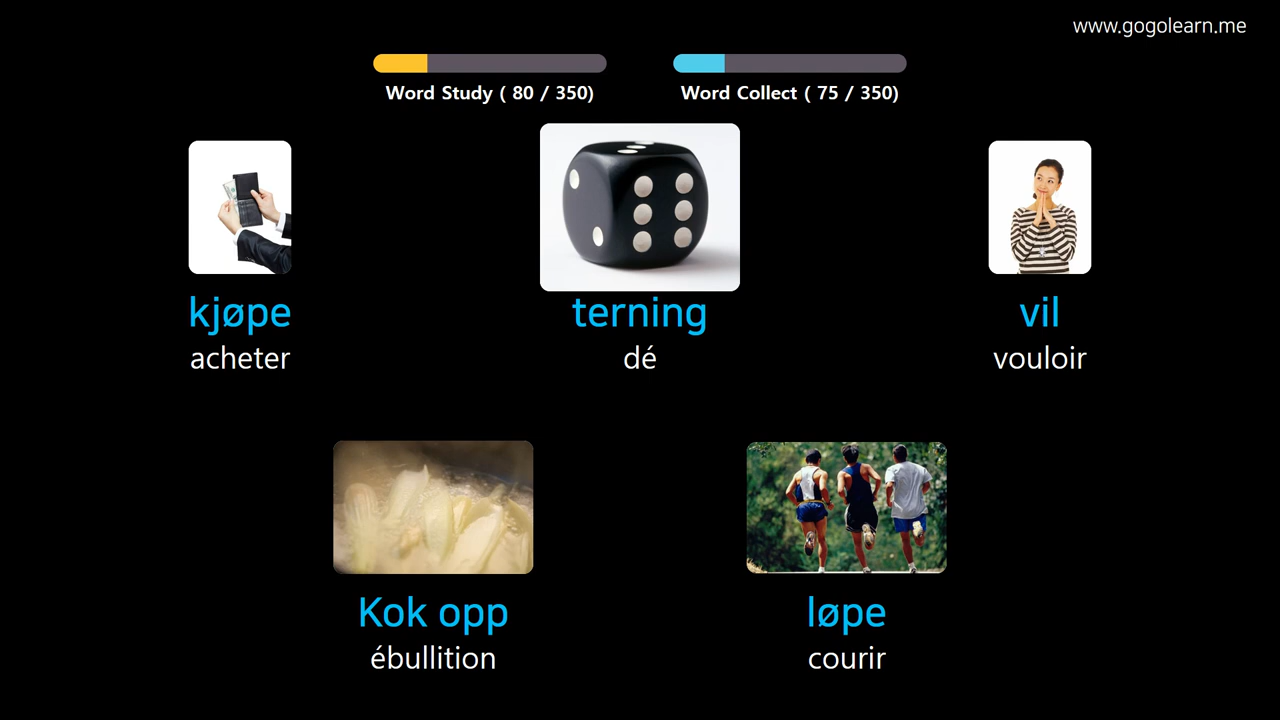 www.gogolearn.me
Word Study ( 80 / 350)
Word Collect ( 75 / 350)
kjøpe
acheter
terning
dé
vil
vouloir
Kok opp
ébullition
løpe
courir